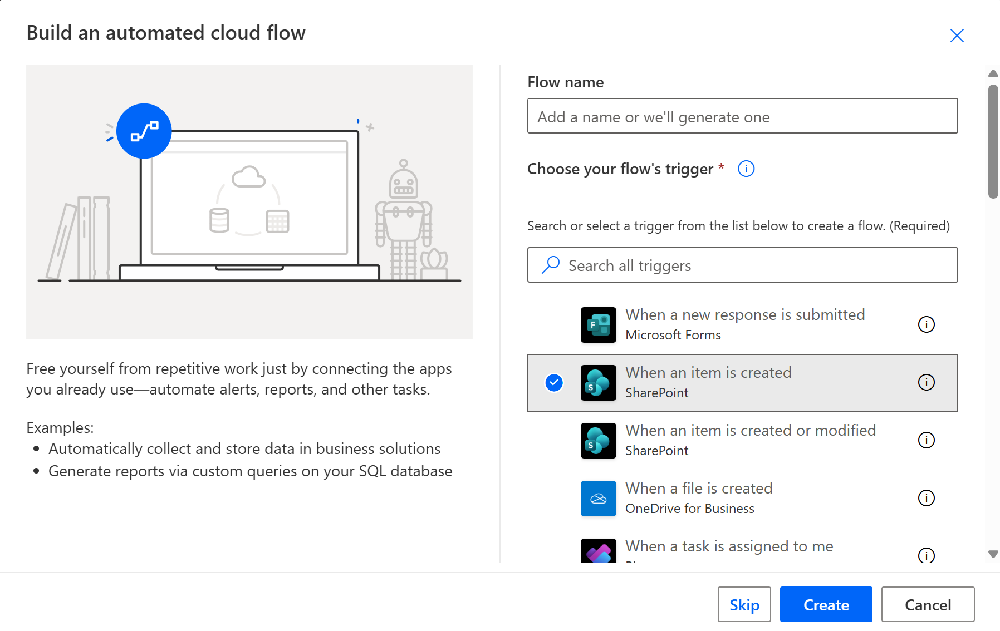 Build an automated cloud flow
Free yourself from repetitive work just by connecting the apps
you already use—automate alerts, reports, and other tasks.
Examples:
• Automatically collect and store data in business solutions
• Generate reports via custom queries on your SQL database
Flow name
Add a name or we'll generate one
Choose your flow's trigger *
Search or select a trigger from the list below to create a flow. (Required)
Search all triggers
F
When a new response is submitted
Microsoft Forms
S
When an item is created
SharePoint
S
When an item is created or modified
SharePoint
When a file is created
OneDrive for Business
When a task is assigned to me
Skip
Create
Cancel